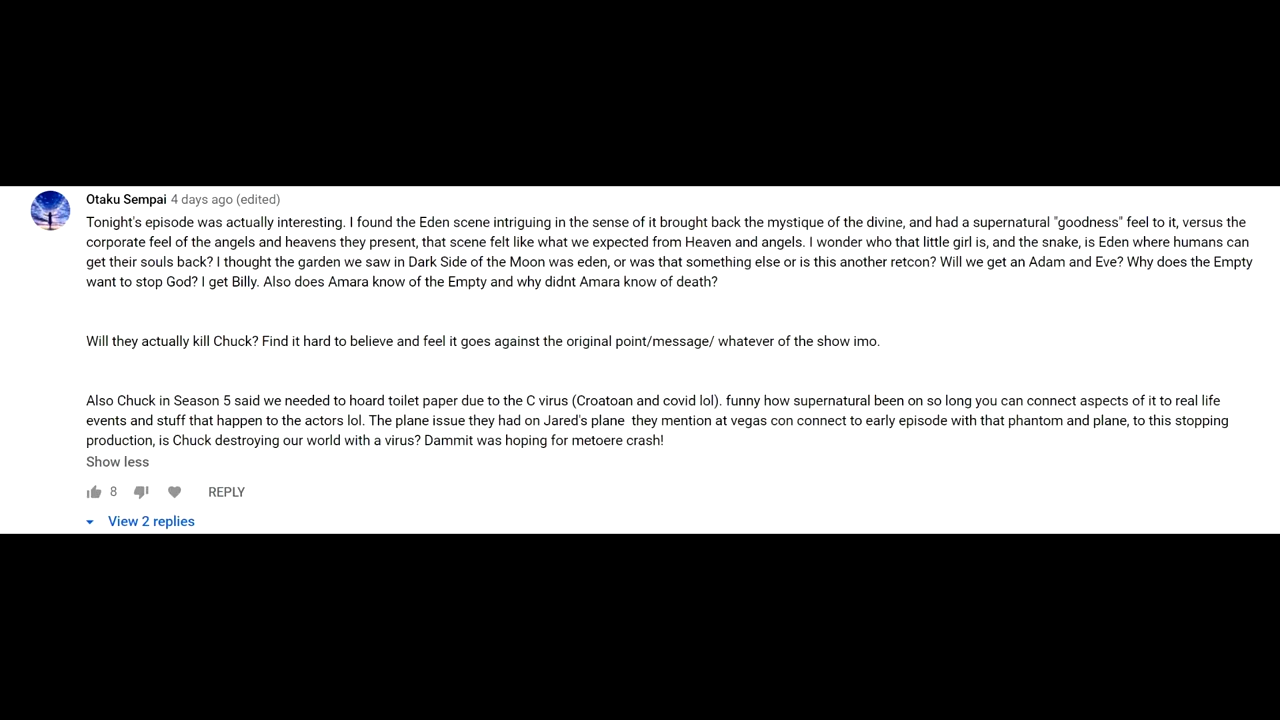 Otaku Sempai 4 days ago (edited)
Tonight's episode was actually interesting. I found the Eden scene intriguing in the sense of it brought back the mystique of the divine, and had a supernatural "goodness" feel to it, versus the
corporate feel of the angels and heavens they present, that scene felt like what we expected from Heaven and angels. I wonder who that little girl is, and the snake, is Eden where humans can
get their souls back? I thought the garden we saw in Dark Side of the Moon was eden, or was that something else or is this another retcon? Will we get an Adam and Eve? Why does the Empty
want to stop God? I get Billy. Also does Amara know of the Empty and why didnt Amara know of death?
Will they actually kill Chuck? Find it hard to believe and feel it goes against the original point/message/ whatever of the show imo.
Also Chuck in Season 5 said we needed to hoard toilet paper due to the C virus (Croatoan and covid lol). funny how supernatural been on so long you can connect aspects of it to real life
events and stuff that happen to the actors lol. The plane issue they had on Jared's plane  they mention at vegas con connect to early episode with that phantom and plane, to this stopping
production, is Chuck destroying our world with a virus? Dammit was hoping for metoere crash!
Show less
8 REPLY
View 2 replies